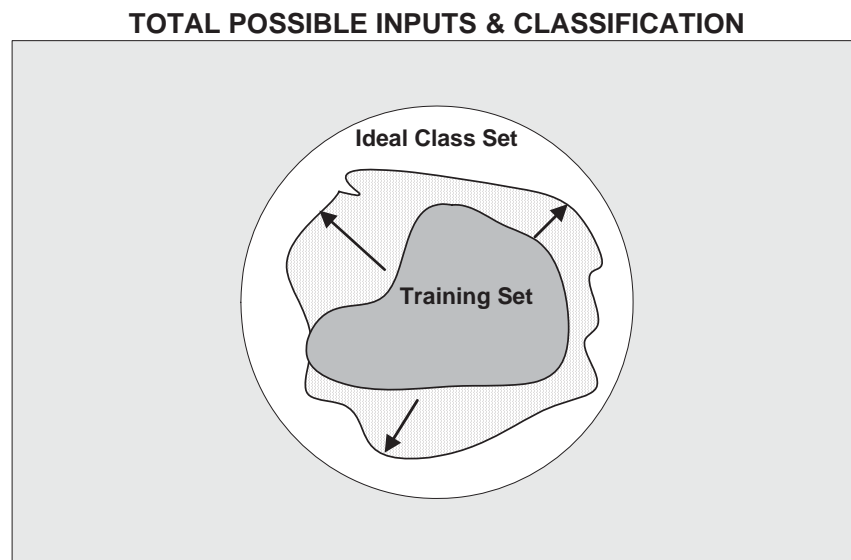 TOTAL POSSIBLE INPUTS & CLASSIFICATION
Ideal Class Set
Training Set